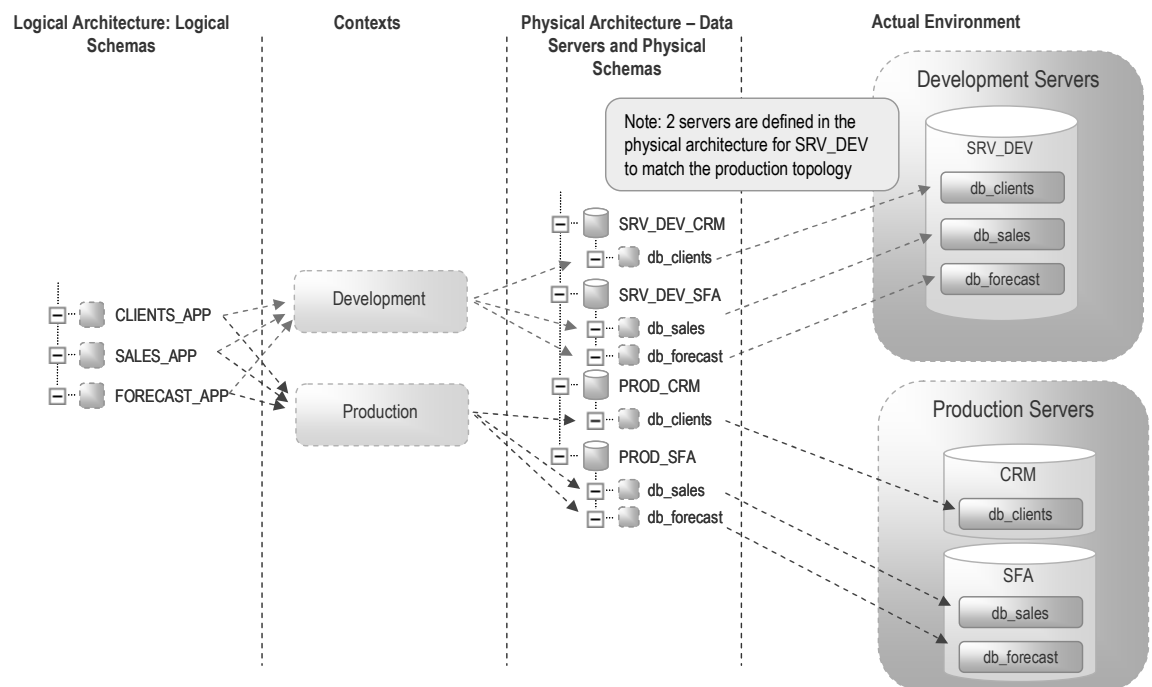 Logical Architecture: Logical
Schemas
Contexts
Physical Architecture – Data
Servers and Physical
Schemas
Actual Environment
Development Servers
Note: 2 servers are defined in the
physical architecture for SRV_DEV
to match the production topology
SRV_DEV
db_clients
db_sales
db_forecast
SRV_DEV_CRM
db_clients
SRV_DEV_SFA
db_sales
db_forecast
PROD_CRM
db_clients
PROD_SFA
db_sales
db_forecast
CLIENTS_APP
SALES_APP
FORECAST_APP
Development
Production
Production Servers
CRM
db_clients
SFA
db_sales
db_forecast